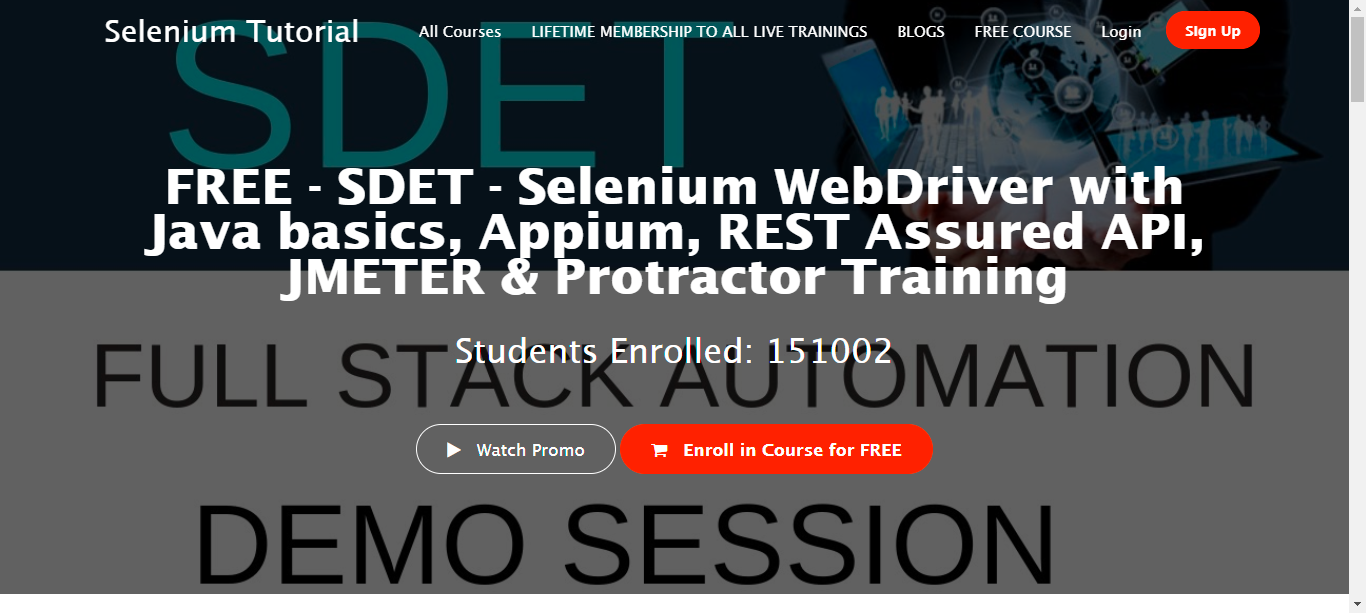 Selenium Tutorial
All Courses
LIFETIME MEMBERSHIP TO ALL LIVE TRAININGS
BLOGS
FREE COURSE
Login
Sign Up
SDET
FREE - SDET - Selenium WebDriver with
Java basics, Appium, REST Assured API,
JMETER & Protractor Training
Students Enrolled: 151002
FULL STACK AUTOMATION
Watch Promo
Enroll in Course for FREE
DEMO SESSION